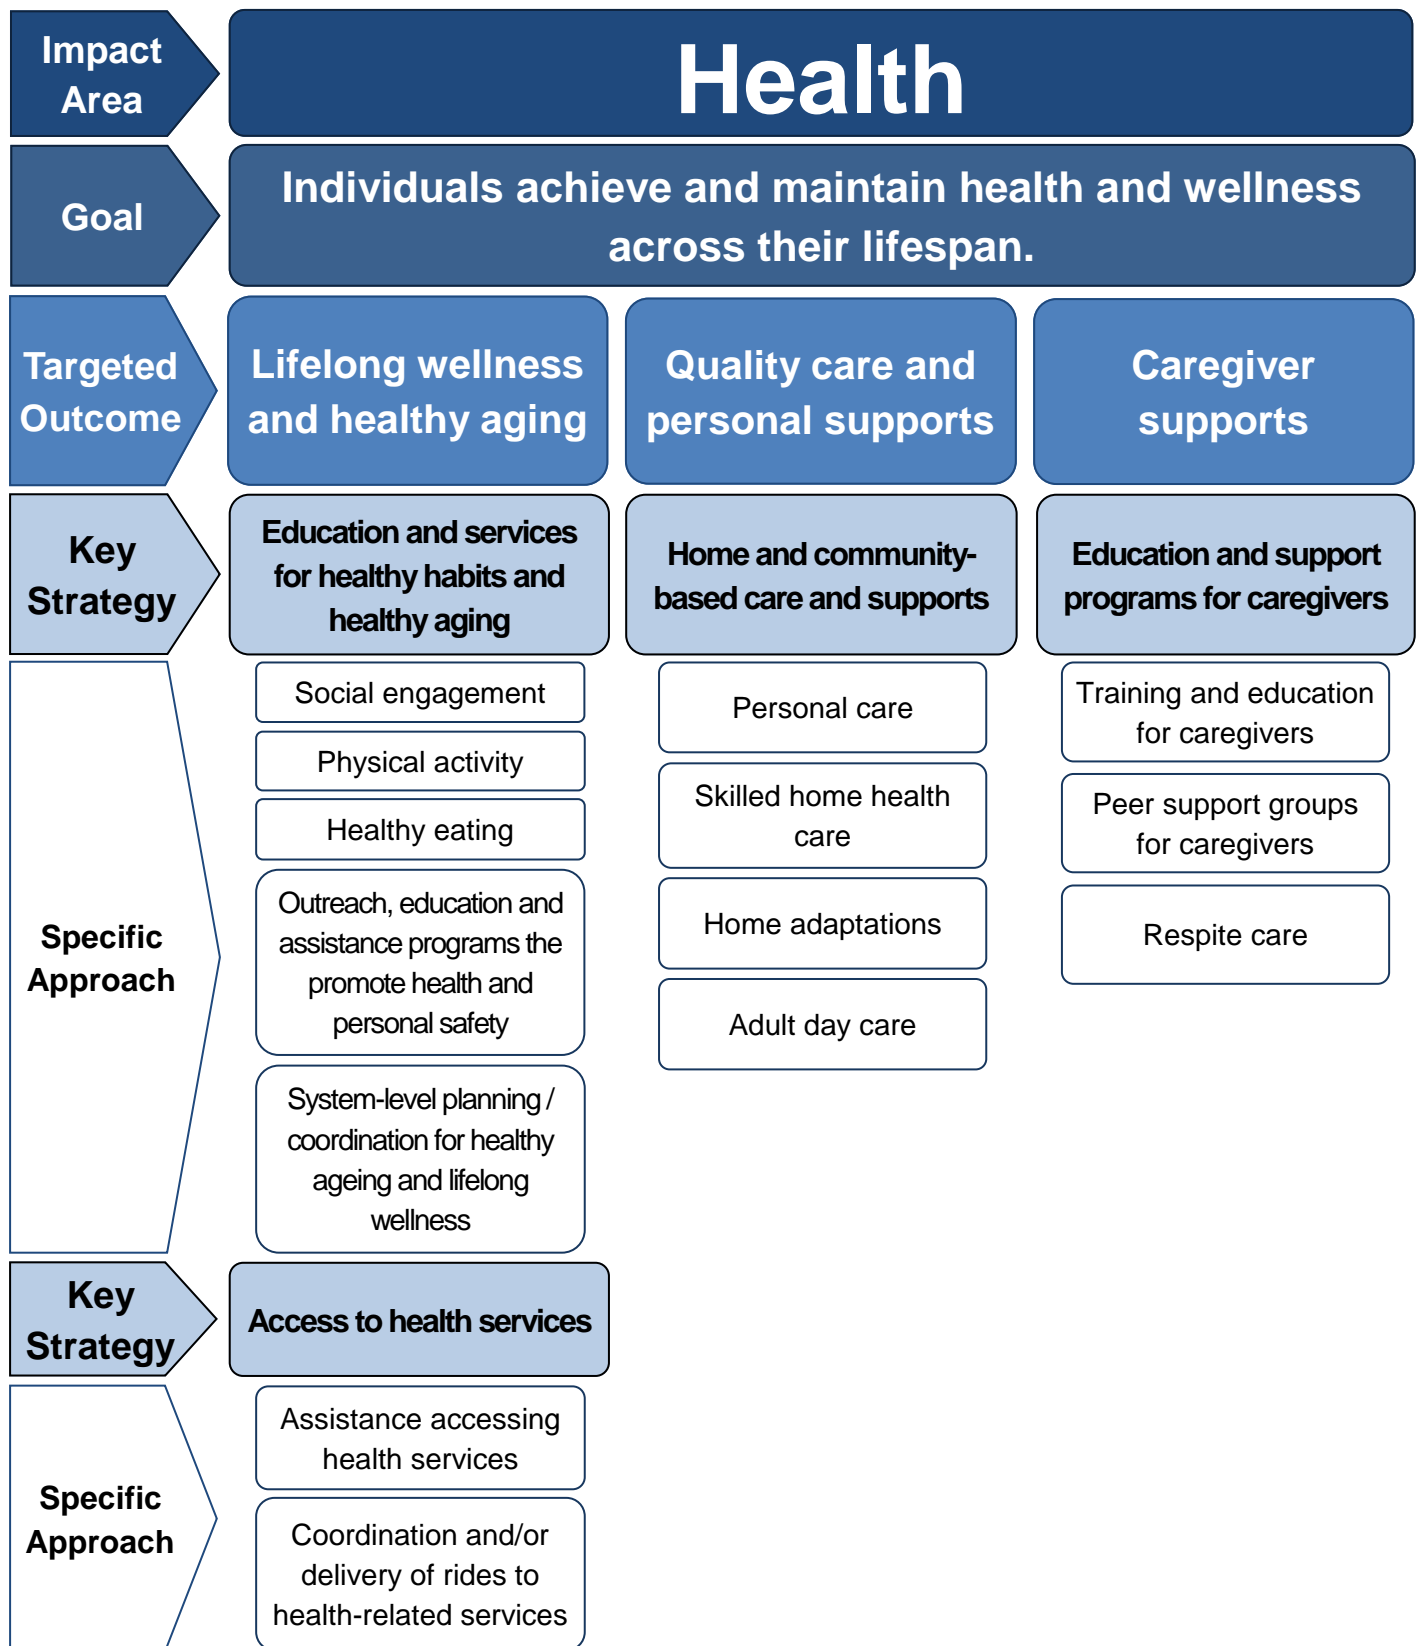 Impact
Area
Health
Goal
Individuals achieve and maintain health and wellness
across their lifespan.
Targeted
Outcome
Lifelong wellness
and healthy aging
Quality care and
personal supports
Caregiver
supports
Key
Strategy
Education and services
for healthy habits and
healthy aging
Home and community-
based care and supports
Education and support
programs for caregivers
Specific
Approach
Social engagement
Physical activity
Healthy eating
Outreach, education and
assistance programs the
promote health and
personal safety
System-level planning /
coordination for healthy
ageing and lifelong
wellness
Personal care
Skilled home health
care
Home adaptations
Adult day care
Training and education
for caregivers
Peer support groups
for caregivers
Respite care
Key
Strategy
Access to health services
Specific
Approach
Assistance accessing
health services
Coordination and/or
delivery of rides to
health-related services